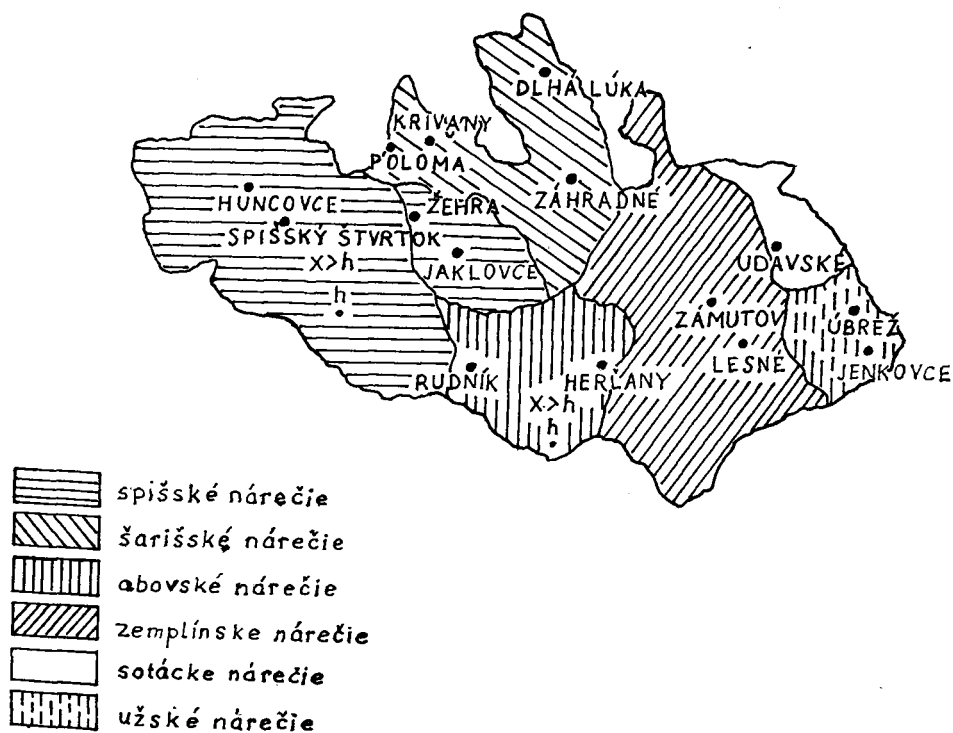 DLHÁ LÚKA
KRIVANY
POLOMA
HUNCOVCE
ŽEHRA
ZÁHRADNÉ
SPIŠSKÝ ŠTVRTOK
x>h
h
JAKLOVCE
UDAVSKÉ
ZÁMUTOV
ÚBREŽ
LESNÉ
JENKOVCE
RUDNÍK
HERĽANY
x>h
h
spišské nárečie
šarišské nárečie
abovské nárečie
zemplínske nárečie
sotácke nárečie
užské nárečie